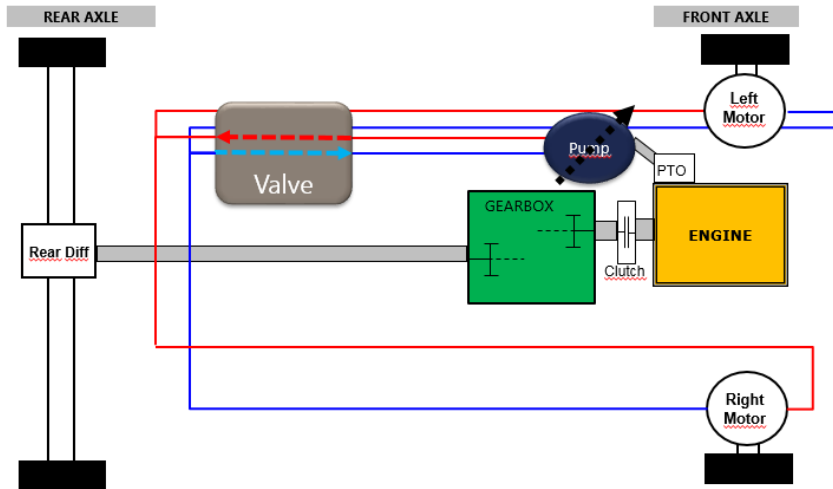 REAR AXLE
FRONT AXLE
Left
Motor
Pump
PTO
Valve
GEARBOX
ENGINE
Rear Diff
Clutch
Right
Motor